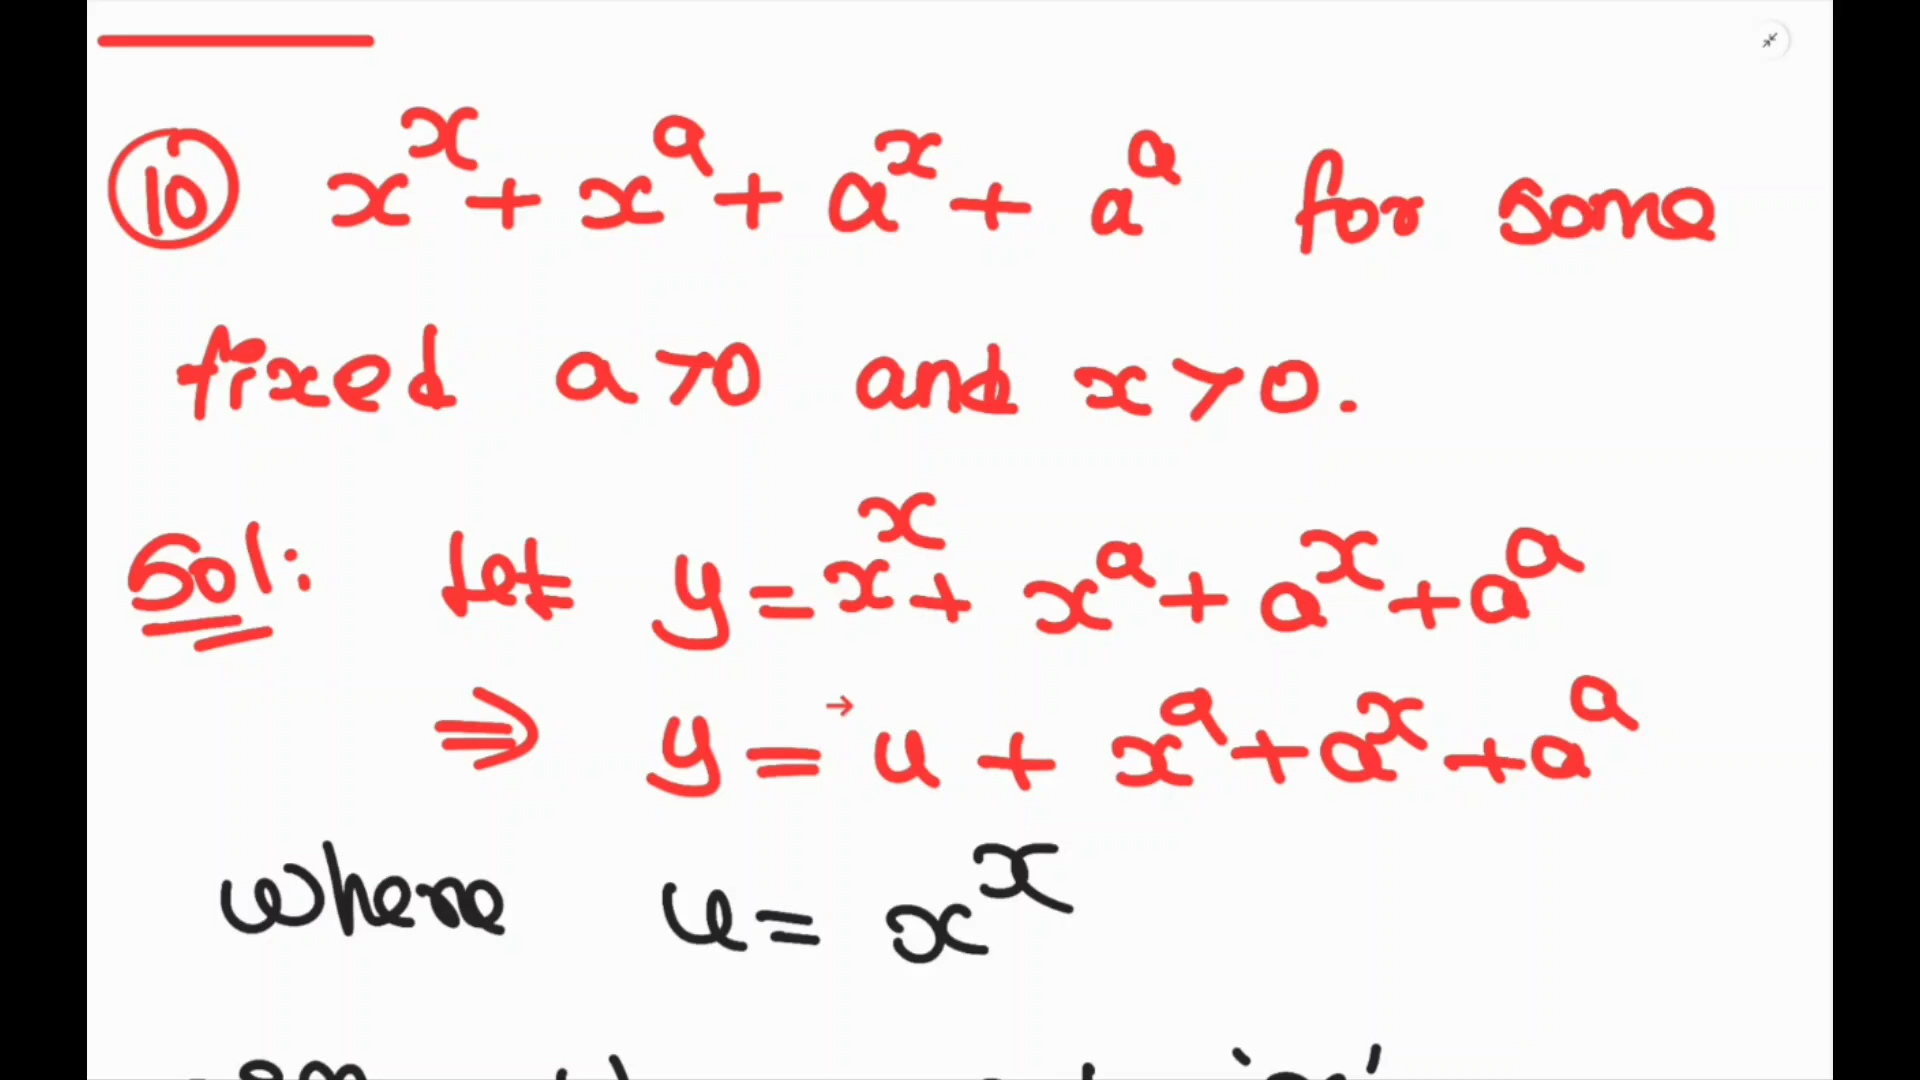 ⑩ x^x + x^a + a^x + a^a for some
fixed a>0 and x>0.
Sol: Let y = x^x + x^a + a^x + a^a
⇒ y = u + x^a + a^x + a^a
where u = x^x